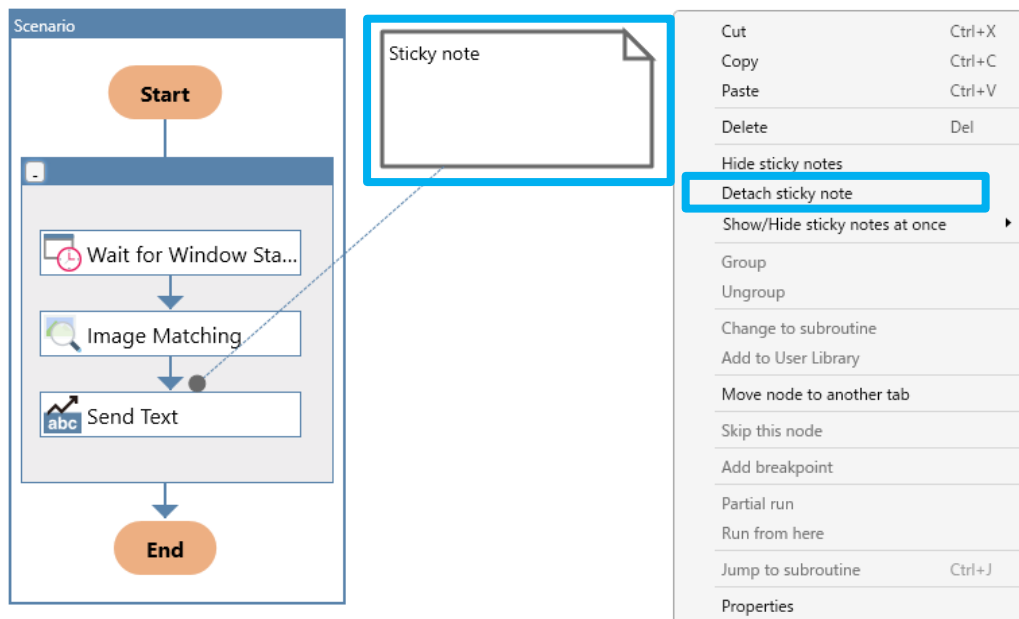 Scenario
Start
-
Wait for Window Sta...
Image Matching
abc
Send Text
End
Sticky note
Cut Ctrl+X
Copy Ctrl+C
Paste Ctrl+V
Delete Del
Hide sticky notes
Detach sticky note
Show/Hide sticky notes at once
Group
Ungroup
Change to subroutine
Add to User Library
Move node to another tab
Skip this node
Add breakpoint
Partial run
Run from here
Jump to subroutine Ctrl+J
Properties